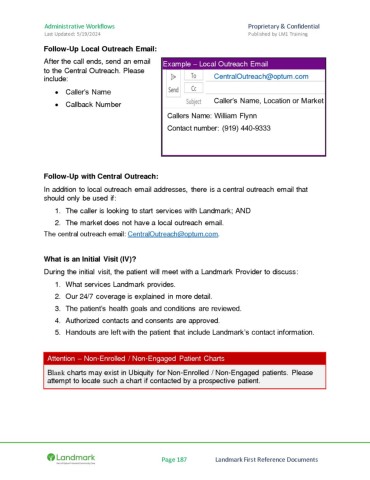 Administrative Workflows Proprietary & Confidential
Last Updated: 5/28/2024 Published by LM1 Training
Follow-Up Local Outreach Email:
After the call ends, send an email
to the Central Outreach. Please
include:
• Caller's Name
• Callback Number
Example – Local Outreach Email
Send
To CentralOutreach@optum.com
Cc
Subject Caller's Name, Location or Market
Callers Name: William Flynn
Contact number: (919) 440-9333
Follow-Up with Central Outreach:
In addition to local outreach email addresses, there is a central outreach email that
should only be used if:
1. The caller is looking to start services with Landmark; AND
2. The market does not have a local outreach email.
The central outreach email: CentralOutreach@optum.com.
What is an Initial Visit (IV)?
During the initial visit, the patient will meet with a Landmark Provider to discuss:
1. What services Landmark provides.
2. Our 24/7 coverage is explained in more detail.
3. The patient's health goals and conditions are reviewed.
4. Authorized contacts and consents are approved.
5. Handouts are left with the patient that include Landmark's contact information.
Attention – Non-Enrolled / Non-Engaged Patient Charts
Blank charts may exist in Ubiquity for Non-Enrolled / Non-Engaged patients. Please
attempt to locate such a chart if contacted by a prospective patient.
Landmark
Page 187 Landmark First Reference Documents